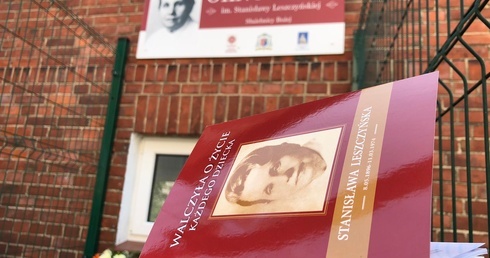 im. Stanisławy Leszczyńskiej
Służebnicy Bożej
WALCZYŁA O ŻYCIE
KAŻDEGO DZIECKA
STANISŁAWA LESZCZYŃSKA